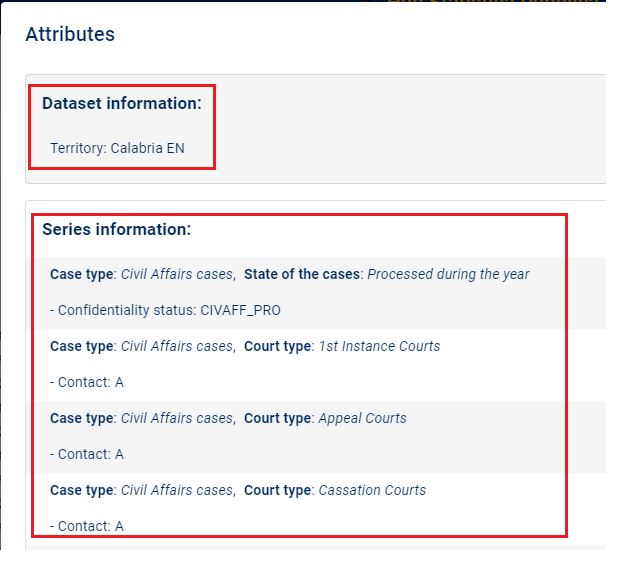 Attributes
Dataset information:
Territory: Calabria EN
Series information:
Case type: Civil Affairs cases, State of the cases: Processed during the year
- Confidentiality status: CIVAFF_PRO
Case type: Civil Affairs cases, Court type: 1st Instance Courts
- Contact: A
Case type: Civil Affairs cases, Court type: Appeal Courts
- Contact: A
Case type: Civil Affairs cases, Court type: Cassation Courts
- Contact: A